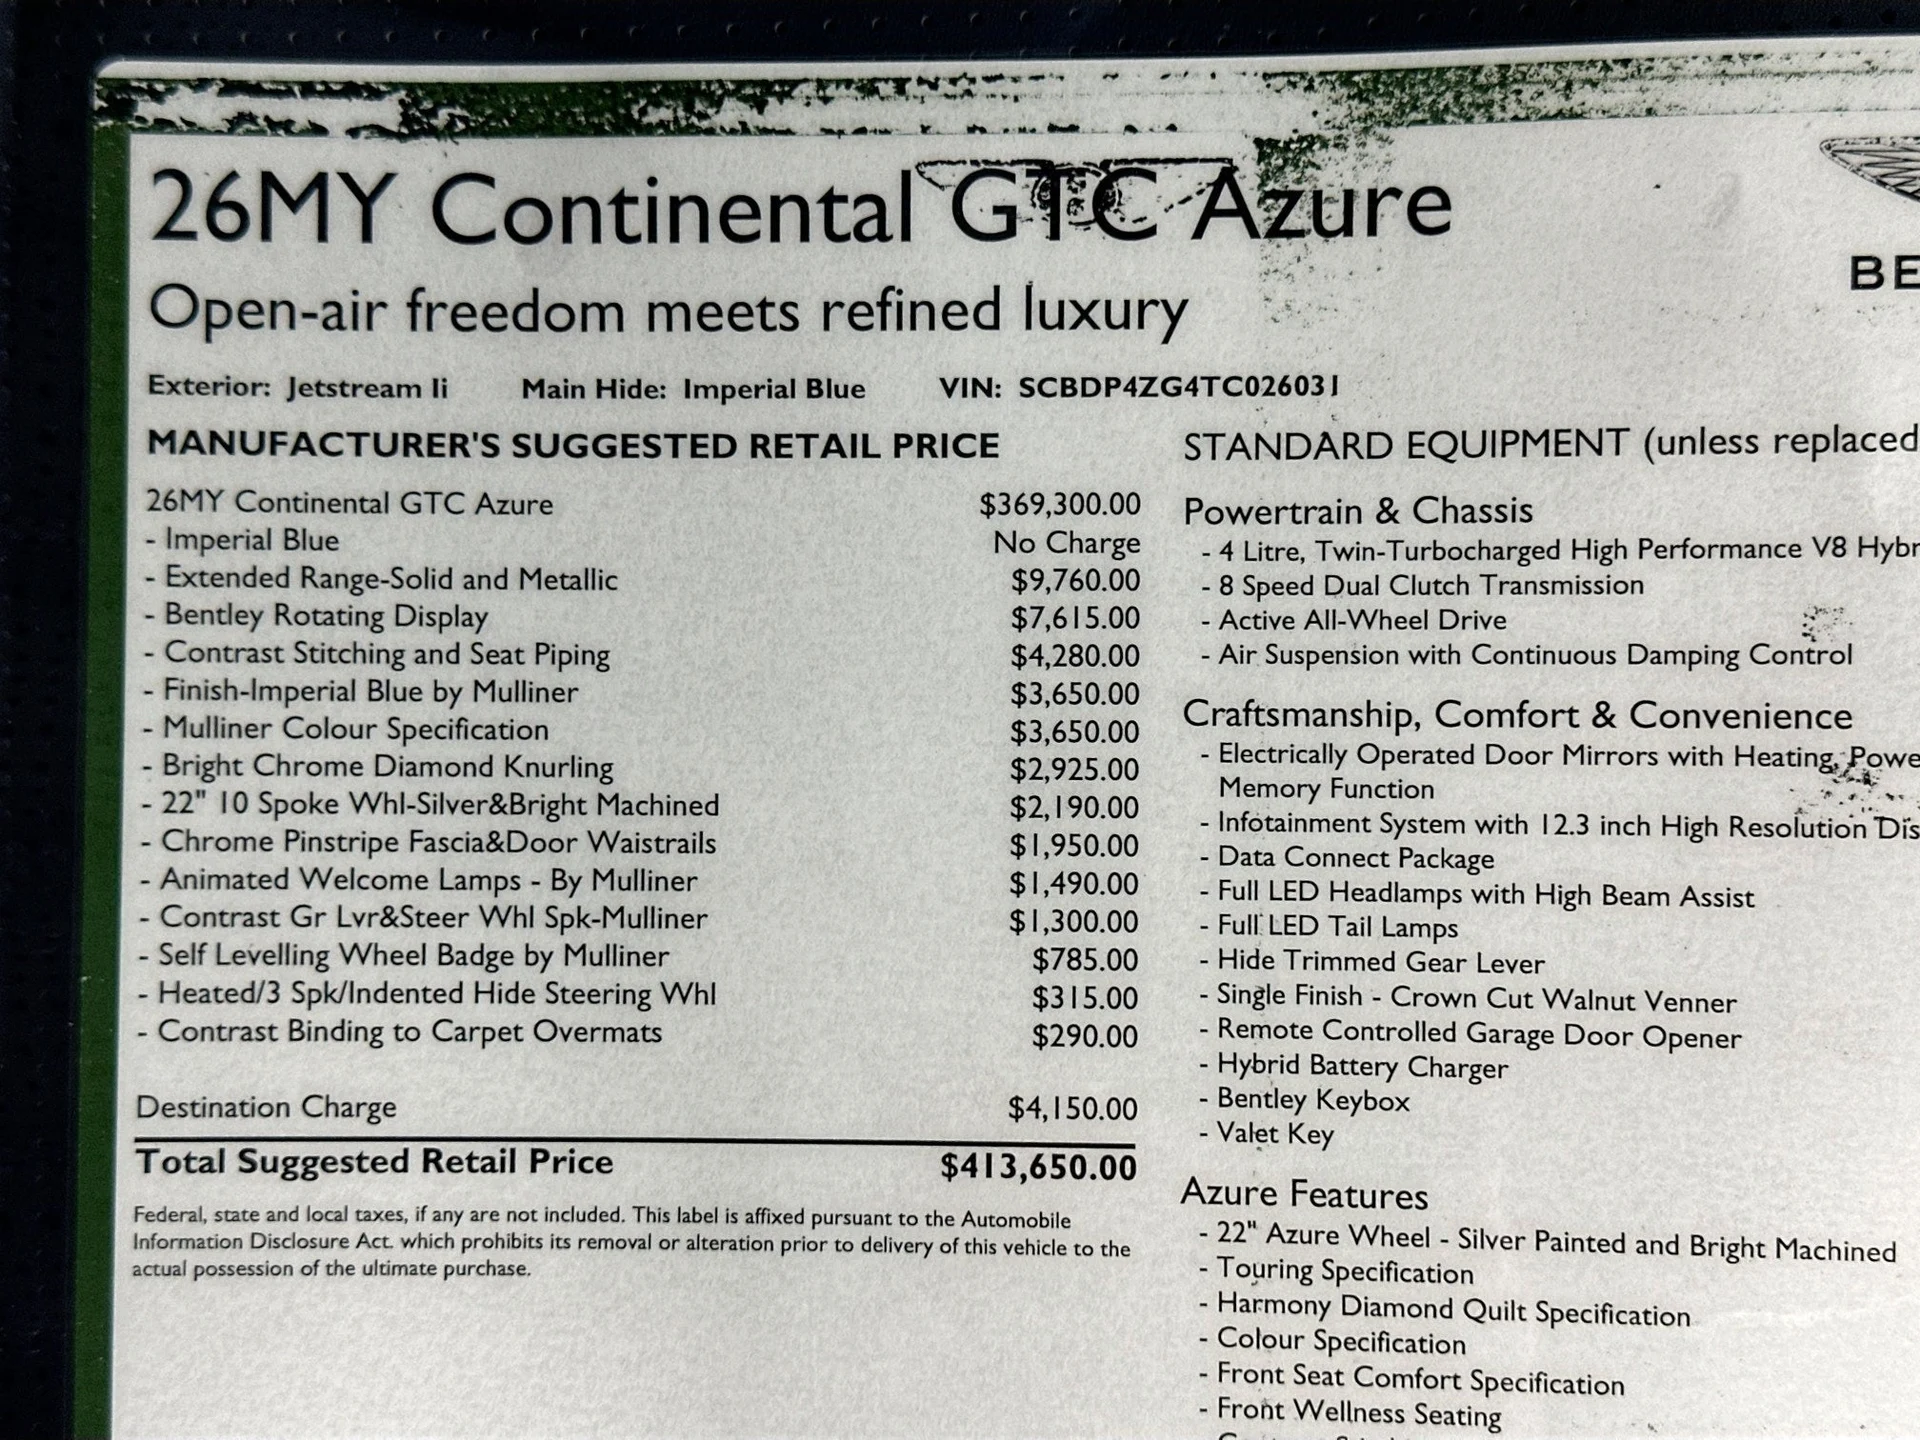 26MY Continental GTC Azure
BE
Open-air freedom meets refined luxury
Exterior: Jetstream Ii Main Hide: Imperial Blue VIN: SCBDP4ZG4TC026031
MANUFACTURER'S SUGGESTED RETAIL PRICE
26MY Continental GTC Azure $369,300.00
- Imperial Blue No Charge
- Extended Range-Solid and Metallic $9,760.00
- Bentley Rotating Display $7,615.00
- Contrast Stitching and Seat Piping $4,280.00
- Finish-Imperial Blue by Mulliner $3,650.00
- Mulliner Colour Specification $3,650.00
- Bright Chrome Diamond Knurling $2,925.00
- 22" 10 Spoke Whl-Silver&Bright Machined $2,190.00
- Chrome Pinstripe Fascia&Door Waistrails $1,950.00
- Animated Welcome Lamps - By Mulliner $1,490.00
- Contrast Gr Lvr&Steer Whl Spk-Mulliner $1,300.00
- Self Levelling Wheel Badge by Mulliner $785.00
- Heated/3 Spk/Indented Hide Steering Whl $315.00
- Contrast Binding to Carpet Overmats $290.00
Destination Charge $4,150.00
Total Suggested Retail Price $413,650.00
Federal, state and local taxes, if any are not included. This label is affixed pursuant to the Automobile
Information Disclosure Act. which prohibits its removal or alteration prior to delivery of this vehicle to the
actual possession of the ultimate purchase.
STANDARD EQUIPMENT (unless replaced
Powertrain & Chassis
- 4 Litre, Twin-Turbocharged High Performance V8 Hybr
- 8 Speed Dual Clutch Transmission
- Active All-Wheel Drive
- Air Suspension with Continuous Damping Control
Craftsmanship, Comfort & Convenience
- Electrically Operated Door Mirrors with Heating, Powe
Memory Function
- Infotainment System with 12.3 inch High Resolution Dis
- Data Connect Package
- Full LED Headlamps with High Beam Assist
- Full LED Tail Lamps
- Hide Trimmed Gear Lever
- Single Finish - Crown Cut Walnut Venner
- Remote Controlled Garage Door Opener
- Hybrid Battery Charger
- Bentley Keybox
- Valet Key
Azure Features
- 22" Azure Wheel - Silver Painted and Bright Machined
- Touring Specification
- Harmony Diamond Quilt Specification
- Colour Specification
- Front Seat Comfort Specification
- Front Wellness Seating